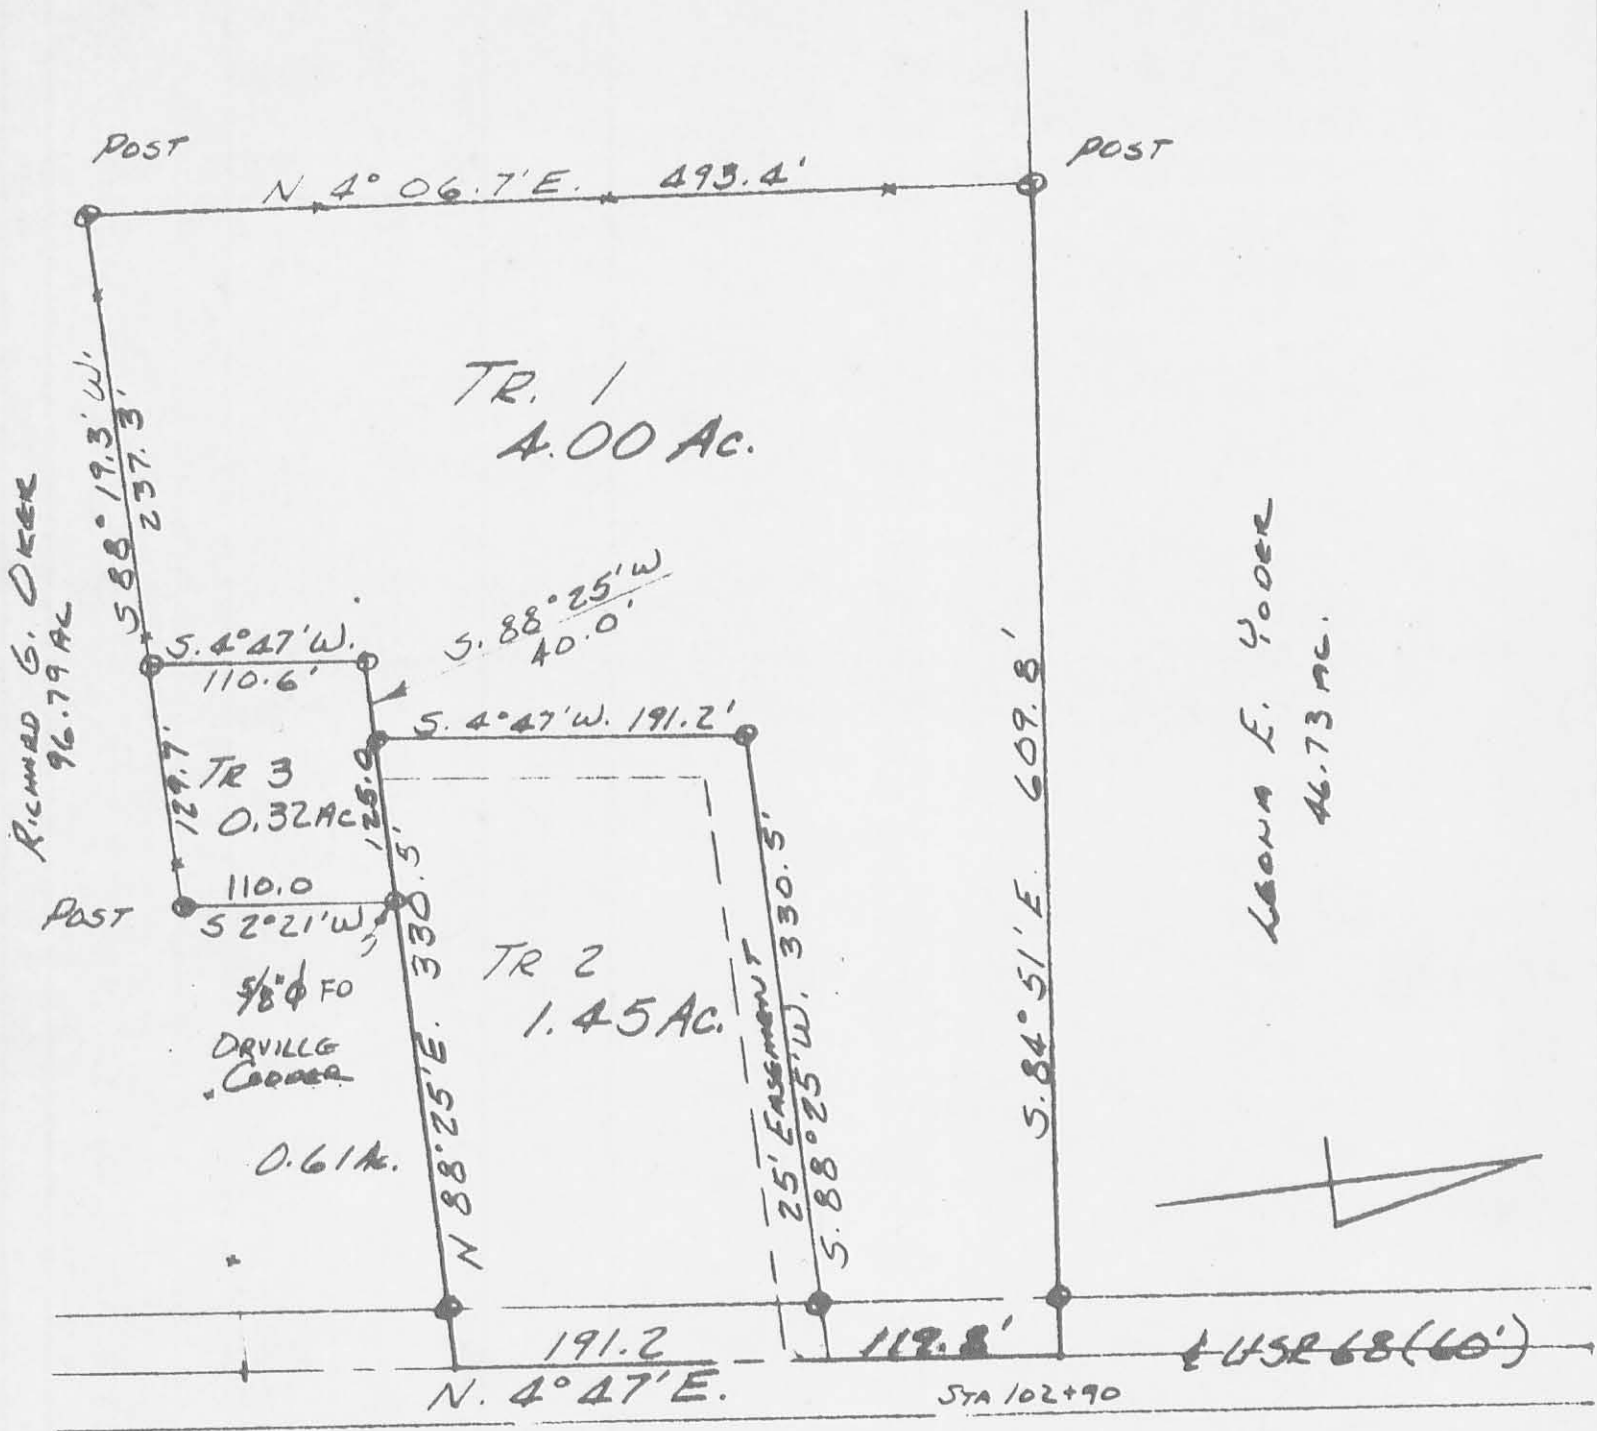 POST
POST
N 4° 06.7' E. 493.4'
TR. 1
4.00 Ac.
S 88° 19.3' W.
237.3'
RICHARD G. OKER
96.79 AC
S. 88° 25' W
40.0'
S. 4° 47' W.
110.6'
S. 4° 47' W. 191.2'
TR 3
0.32 Ac
129.7'
125.0
110.0
S 2° 21' W
POST
5/8" ϕ FO
ORVILLE
0.61 Ac.
N 88° 25' E. 330.5'
TR 2
1.45 Ac.
25' EASEMENT
S. 88° 25' W. 330.5'
S. 84° 51' E. 609.8'
LEONA E. YODER
46.73 AC.
191.2
N. 4° 47' E.
STA 102+90
℄ USR 68 (60')